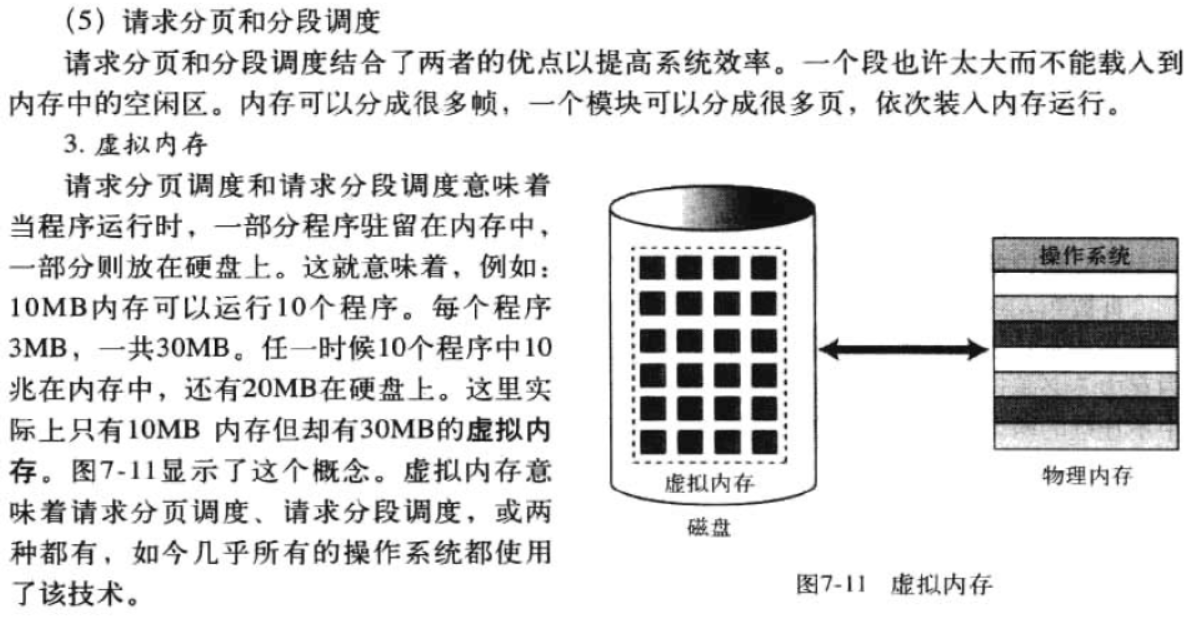 （5）请求分页和分段调度
请求分页和分段调度结合了两者的优点以提高系统效率。一个段也许太大而不能载入到
内存中的空闲区。内存可以分成很多帧，一个模块可以分成很多页，依次装入内存运行。
3. 虚拟内存
请求分页调度和请求分段调度意味着
当程序运行时，一部分程序驻留在内存中，
一部分则放在硬盘上。这就意味着，例如：
10MB内存可以运行10个程序。每个程序
3MB，一共30MB。任一时候10个程序中10
兆在内存中，还有20MB在硬盘上。这里实
际上只有10MB 内存但却有30MB的虚拟内
存。图7-11显示了这个概念。虚拟内存意
味着请求分页调度、请求分段调度，或两
种都有，如今几乎所有的操作系统都使用
了该技术。
操作系统
虚拟内存
物理内存
磁盘
图7-11 虚拟内存